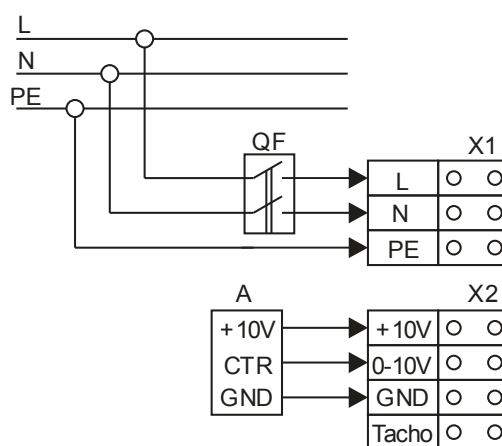 L
N
PE
QF
X1
L
N
PE
A
X2
+10V
+10V
CTR
0-10V
GND
GND
Tacho